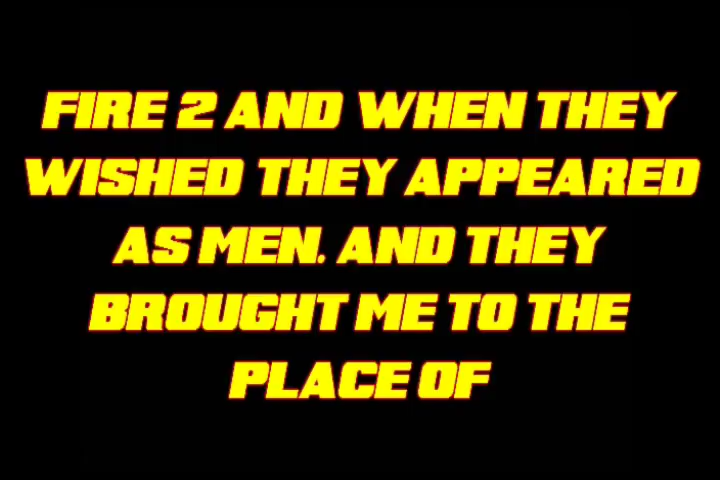 FIRE 2 AND WHEN THEY
WISHED THEY APPEARED
AS MEN. AND THEY
BROUGHT ME TO THE
PLACE OF